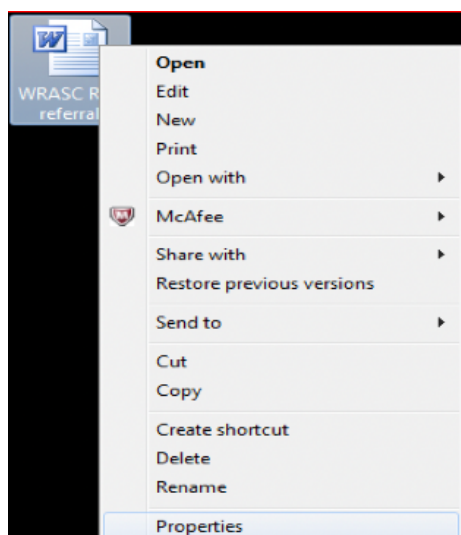 WRASC R
referral
Open
Edit
New
Print
Open with
McAfee
Share with
Restore previous versions
Send to
Cut
Copy
Create shortcut
Delete
Rename
Properties